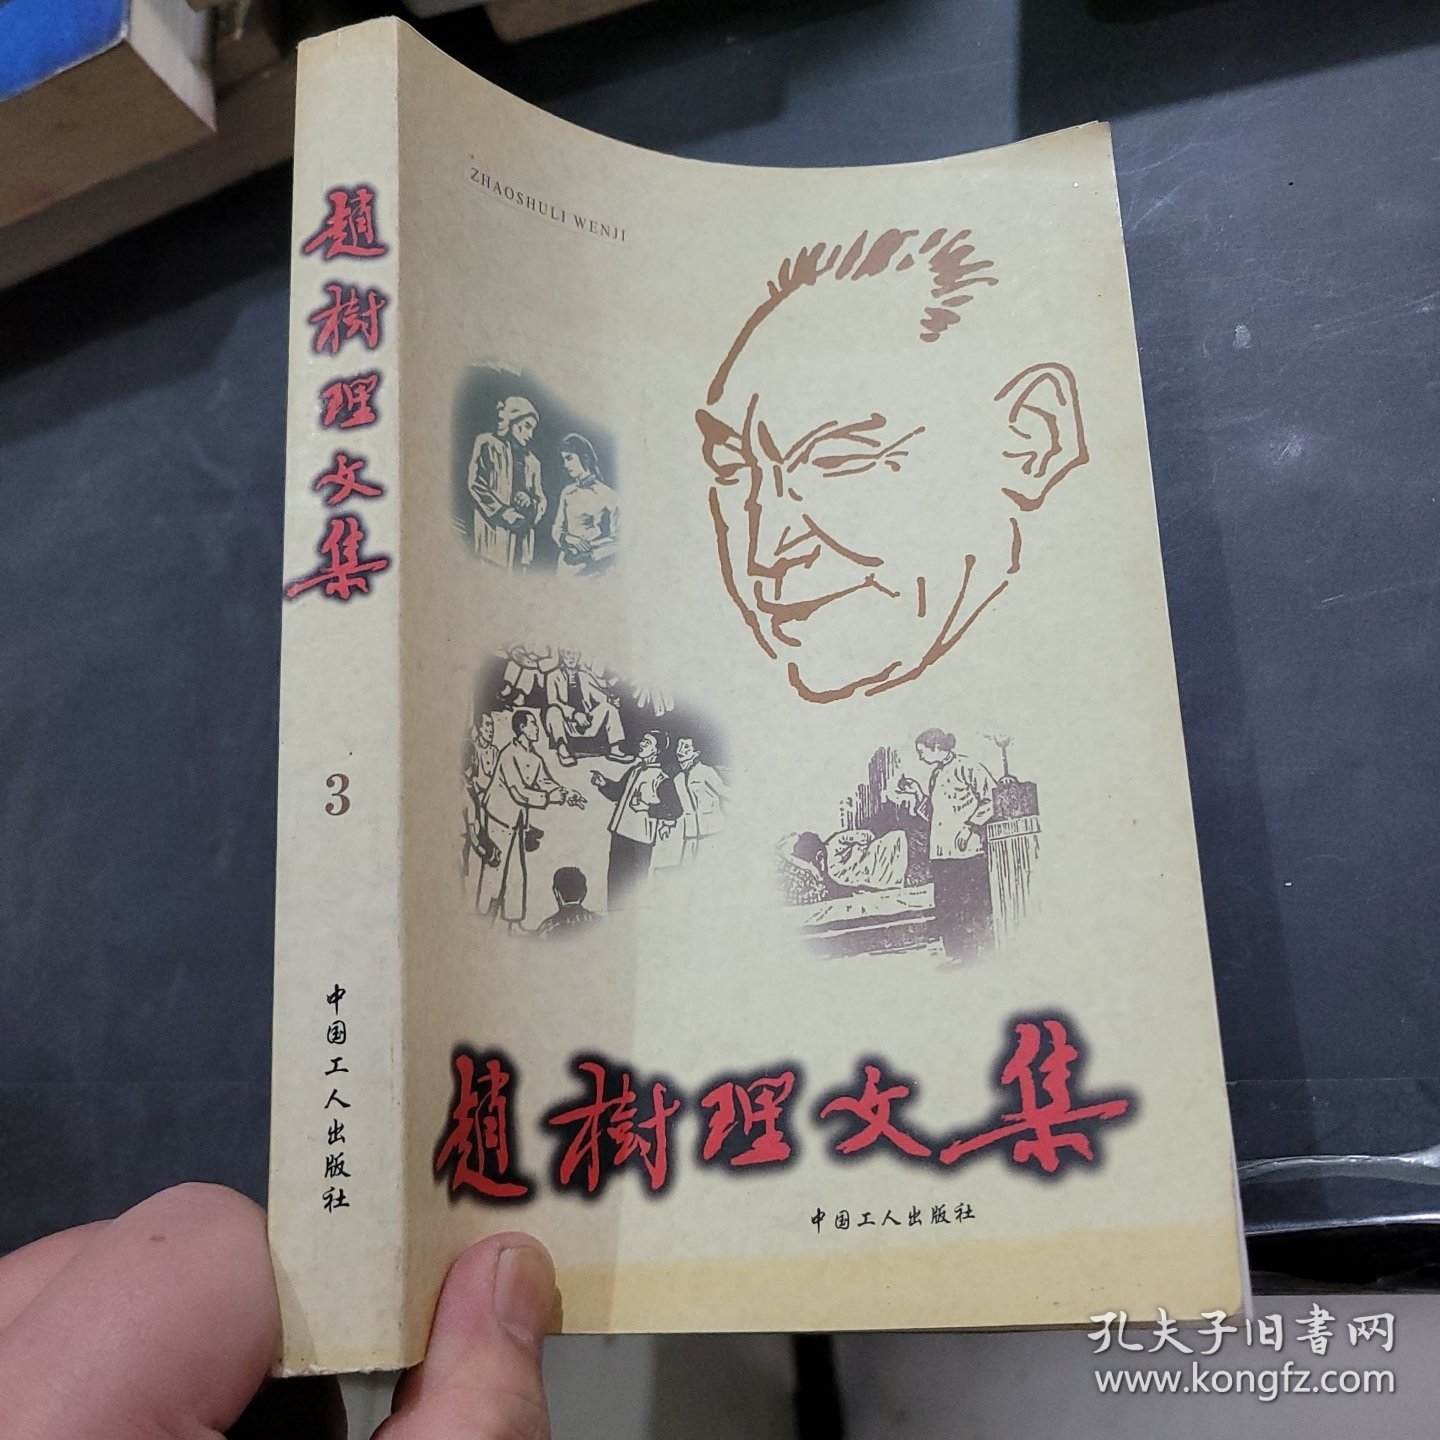 趙樹理文集
3
中国工人出版社
ZHAOSHULI WENJI
趙樹理文集
中国工人出版社
孔夫子旧書网
www.kongfz.com